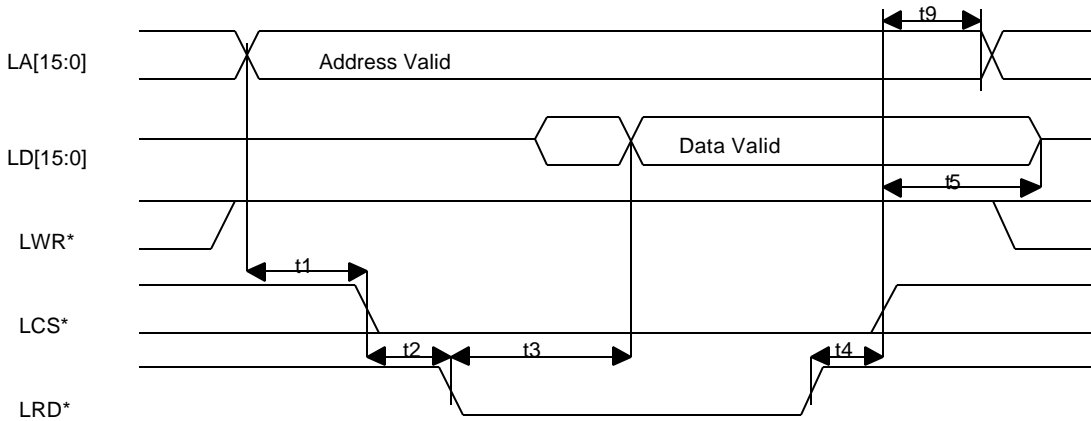 t9
LA[15:0]
Address Valid
LD[15:0]
Data Valid
t5
LWR*
t1
LCS*
t2
t3
t4
LRD*